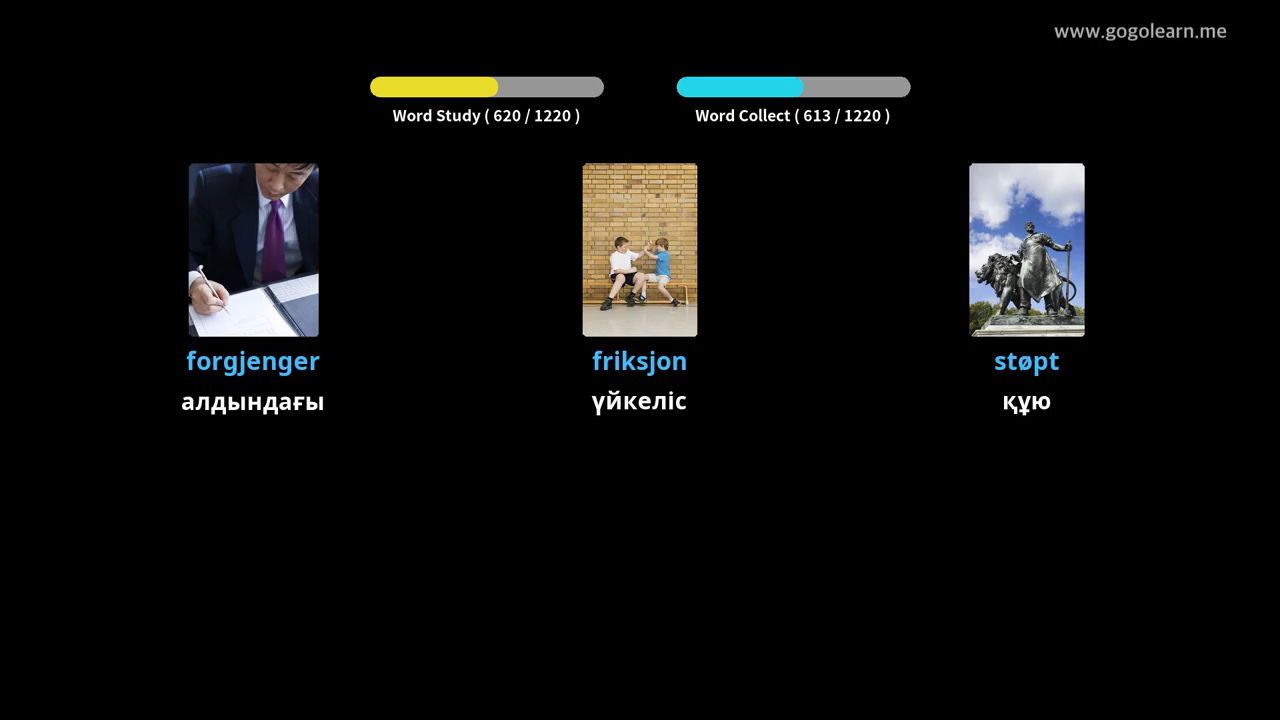 www.gogolearn.me
Word Study ( 620 / 1220 )
Word Collect ( 613 / 1220 )
forgjenger
алдындағы
friksjon
үйкеліс
støpt
құю